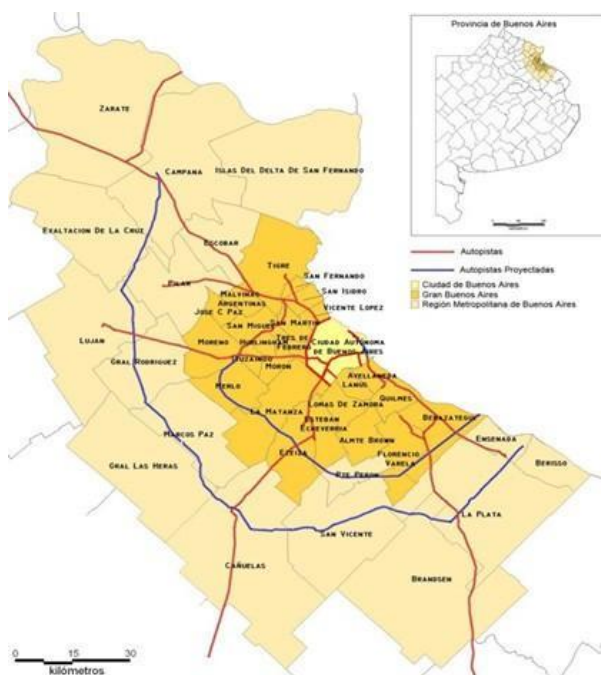 Provincia de Buenos Aires
Autopistas
Autopistas Proyectadas
Ciudad de Buenos Aires
Gran Buenos Aires
Región Metropolitana de Buenos Aires
ZARATE
CAMPANA
ISLAS DEL DELTA DE SAN FERNANDO
EXALTACION DE LA CRUZ
ESCOBAR
TIGRE
SAN FERNANDO
PILAR
SAN ISIDRO
MALVINAS
ARGENTINAS
VICENTE LOPEZ
JOSE C PAZ
SAN MIGUEL
SAN MARTIN
LUJAN
MORENO
HURLINGHAM
TRES DE
FEBRERO
CIUDAD AUTÓNOMA
DE BUENOS AIRES
GRAL RODRIGUEZ
ITUZAINGO
MORON
AVELLANEDA
LANUS
MERLO
QUILMES
LOMAS DE ZAMORA
LA MATANZA
BERAZATEGUI
ESTEBAN
ECHEVERRIA
MARCOS PAZ
ALMTE BROWN
ENSENADA
GRAL LAS HERAS
EZEIZA
FLORENCIO
VARELA
BERISSO
PTE PERON
LA PLATA
SAN VICENTE
CAÑUELAS
BRANDSEN
0 15 30
kilómetros